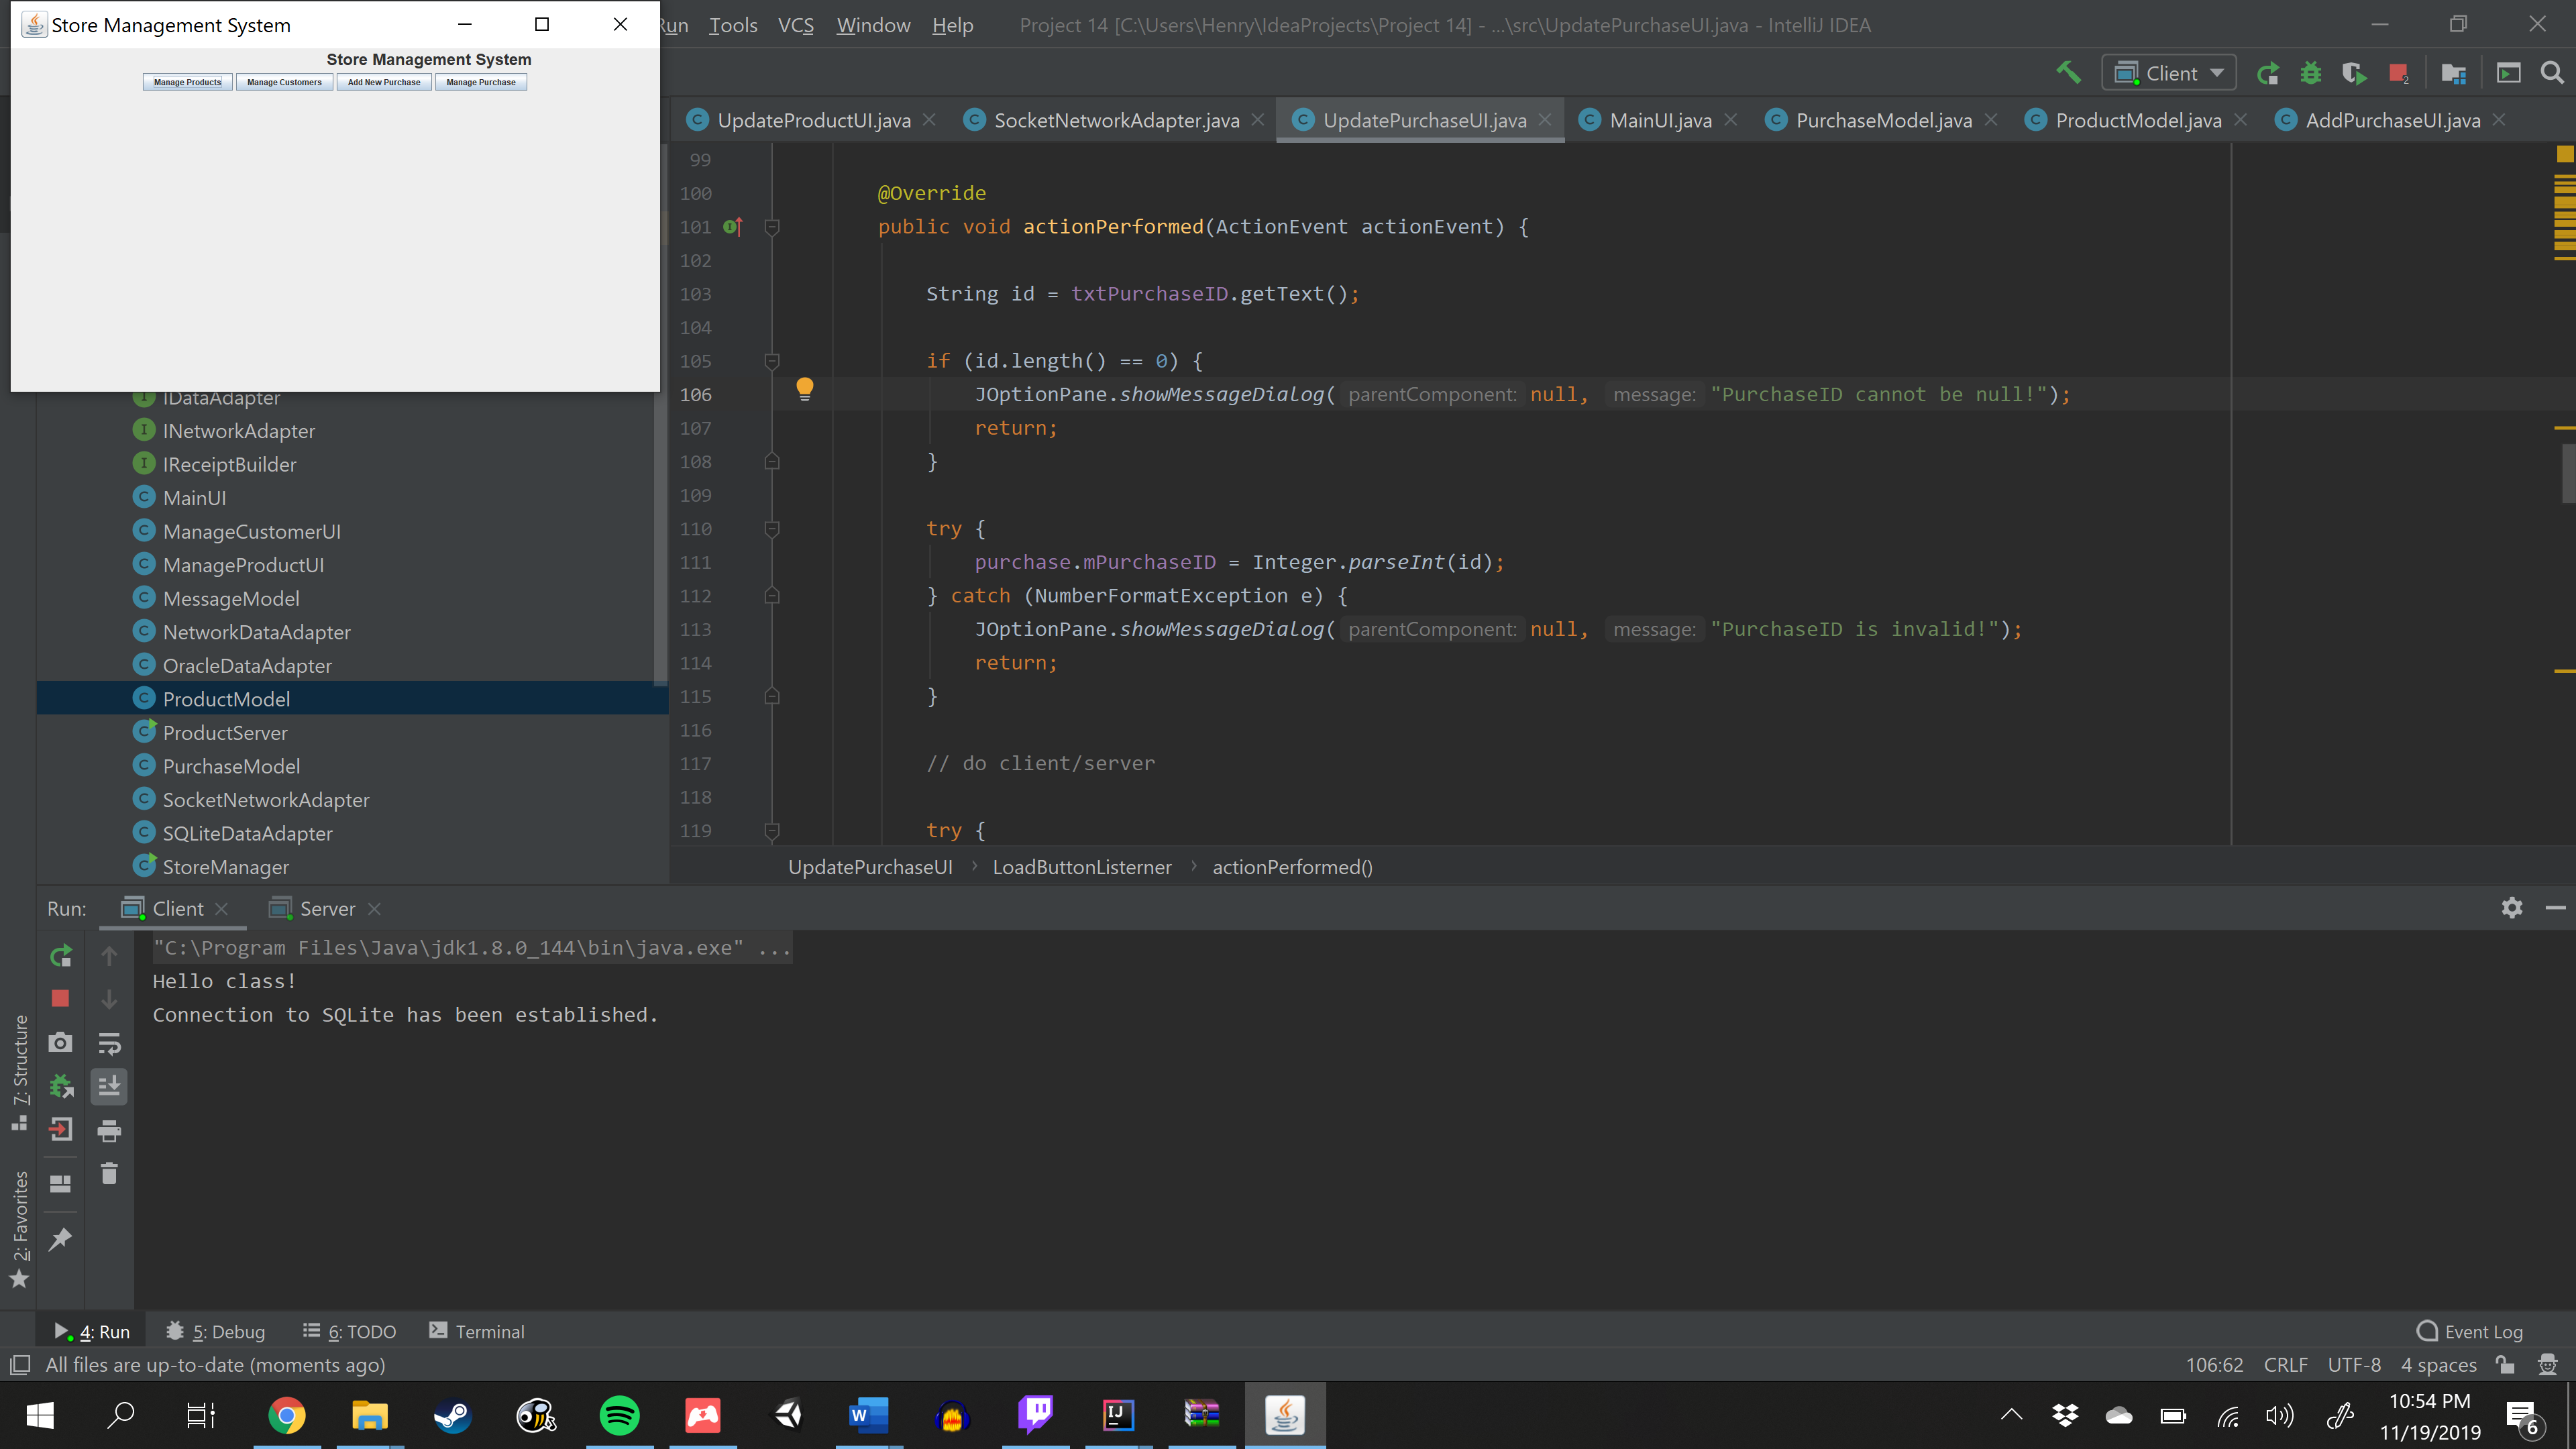 Store Management System
Run Tools VCS Window Help Project 14 [C:\Users\Henry\IdeaProjects\Project 14] - ...\src\UpdatePurchaseUI.java - IntelliJ IDEA
Store Management System
Manage Products Manage Customers Add New Purchase Manage Purchase
Client
UpdateProductUI.java SocketNetworkAdapter.java UpdatePurchaseUI.java MainUI.java PurchaseModel.java ProductModel.java AddPurchaseUI.java
99
100 @Override
101 public void actionPerformed(ActionEvent actionEvent) {
102
103 String id = txtPurchaseID.getText();
104
105 if (id.length() == 0) {
106 JOptionPane.showMessageDialog( parentComponent: null, message: "PurchaseID cannot be null!");
107 return;
108 }
109
110 try {
111 purchase.mPurchaseID = Integer.parseInt(id);
112 } catch (NumberFormatException e) {
113 JOptionPane.showMessageDialog( parentComponent: null, message: "PurchaseID is invalid!");
114 return;
115 }
116
117 // do client/server
118
119 try {
IDataAdapter
INetworkAdapter
IReceiptBuilder
MainUI
ManageCustomerUI
ManageProductUI
MessageModel
NetworkDataAdapter
OracleDataAdapter
ProductModel
ProductServer
PurchaseModel
SocketNetworkAdapter
SQLiteDataAdapter
StoreManager
UpdatePurchaseUI › LoadButtonListerner › actionPerformed()
Run: Client Server
"C:\Program Files\Java\jdk1.8.0_144\bin\java.exe" ...
Hello class!
Connection to SQLite has been established.
7: Structure
2: Favorites
4: Run 5: Debug 6: TODO Terminal Event Log
All files are up-to-date (moments ago) 106:62 CRLF UTF-8 4 spaces
10:54 PM
11/19/2019
6